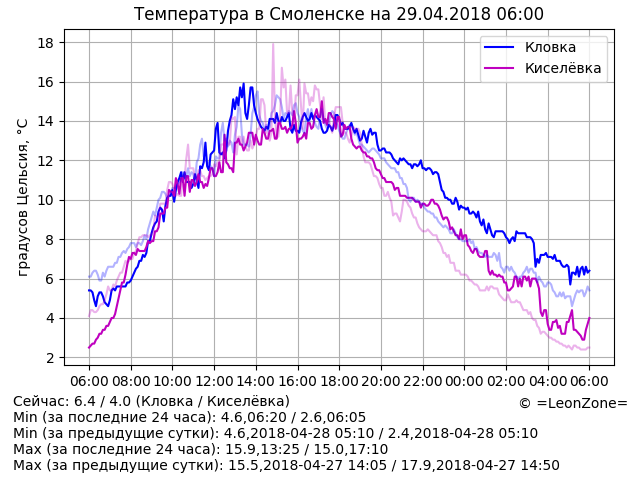 Температура в Смоленске на 29.04.2018 06:00
Кловка
Киселёвка
градусов Цельсия, °C
18
16
14
12
10
8
6
4
2
06:00 08:00 10:00 12:00 14:00 16:00 18:00 20:00 22:00 00:00 02:00 04:00 06:00
Сейчас: 6.4 / 4.0 (Кловка / Киселёвка)
© =LeonZone=
Min (за последние 24 часа): 4.6,06:20 / 2.6,06:05
Min (за предыдущие сутки): 4.6,2018-04-28 05:10 / 2.4,2018-04-28 05:10
Max (за последние 24 часа): 15.9,13:25 / 15.0,17:10
Max (за предыдущие сутки): 15.5,2018-04-27 14:05 / 17.9,2018-04-27 14:50